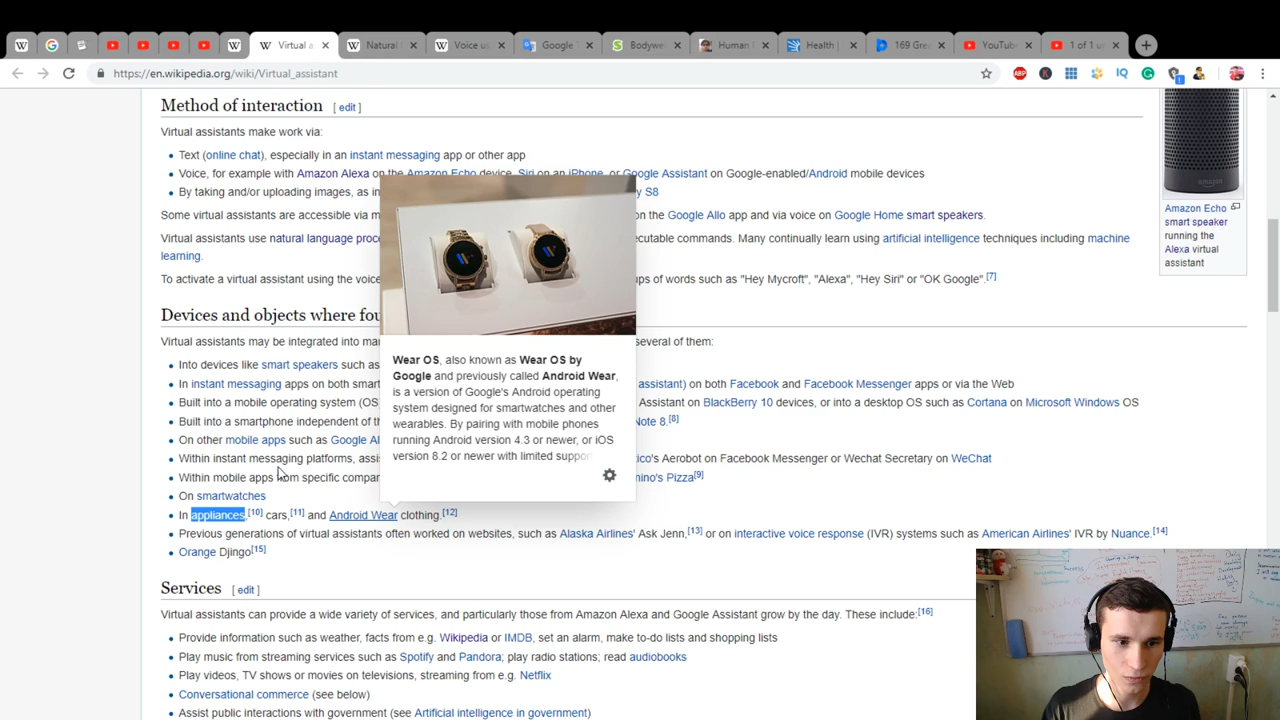 Virtual a
Natural
Voice us
Google T
Bodywe
Human
Health |
169 Gre
YouTube
1 of 1 u
https://en.wikipedia.org/wiki/Virtual_assistant
ABP
IQ
Method of interaction [ edit ]
Virtual assistants make work via:
Text (online chat), especially in an instant messaging app or other app
Voice, for example with Amazon Alexa on the Amazon Echo device, Siri on an iPhone, or Google Assistant on Google-enabled/Android mobile devices
By taking and/or uploading images, as in y S8
Some virtual assistants are accessible via m on the Google Allo app and via voice on Google Home smart speakers.
Virtual assistants use natural language proce ecutable commands. Many continually learn using artificial intelligence techniques including machine
learning.
To activate a virtual assistant using the voice ups of words such as "Hey Mycroft", "Alexa", "Hey Siri" or "OK Google".[7]
Amazon Echo
smart speaker
running the
Alexa virtual
assistant
Devices and objects where fou
Virtual assistants may be integrated into man several of them:
Into devices like smart speakers such as
In instant messaging apps on both smart assistant) on both Facebook and Facebook Messenger apps or via the Web
Built into a mobile operating system (OS Assistant on BlackBerry 10 devices, or into a desktop OS such as Cortana on Microsoft Windows OS
Built into a smartphone independent of th Note 8.[8]
On other mobile apps such as Google Al
Within instant messaging platforms, assi ico's Aerobot on Facebook Messenger or Wechat Secretary on WeChat
Within mobile apps from specific compar mino's Pizza[9]
On smartwatches
In appliances,[10] cars,[11] and Android Wear clothing.[12]
Previous generations of virtual assistants often worked on websites, such as Alaska Airlines' Ask Jenn,[13] or on interactive voice response (IVR) systems such as American Airlines' IVR by Nuance.[14]
Orange Djingo[15]
Wear OS, also known as Wear OS by
Google and previously called Android Wear,
is a version of Google's Android operating
system designed for smartwatches and other
wearables. By pairing with mobile phones
running Android version 4.3 or newer, or iOS
version 8.2 or newer with limited suppor
Services [ edit ]
Virtual assistants can provide a wide variety of services, and particularly those from Amazon Alexa and Google Assistant grow by the day. These include:[16]
Provide information such as weather, facts from e.g. Wikipedia or IMDB, set an alarm, make to-do lists and shopping lists
Play music from streaming services such as Spotify and Pandora; play radio stations; read audiobooks
Play videos, TV shows or movies on televisions, streaming from e.g. Netflix
Conversational commerce (see below)
Assist public interactions with government (see Artificial intelligence in government)